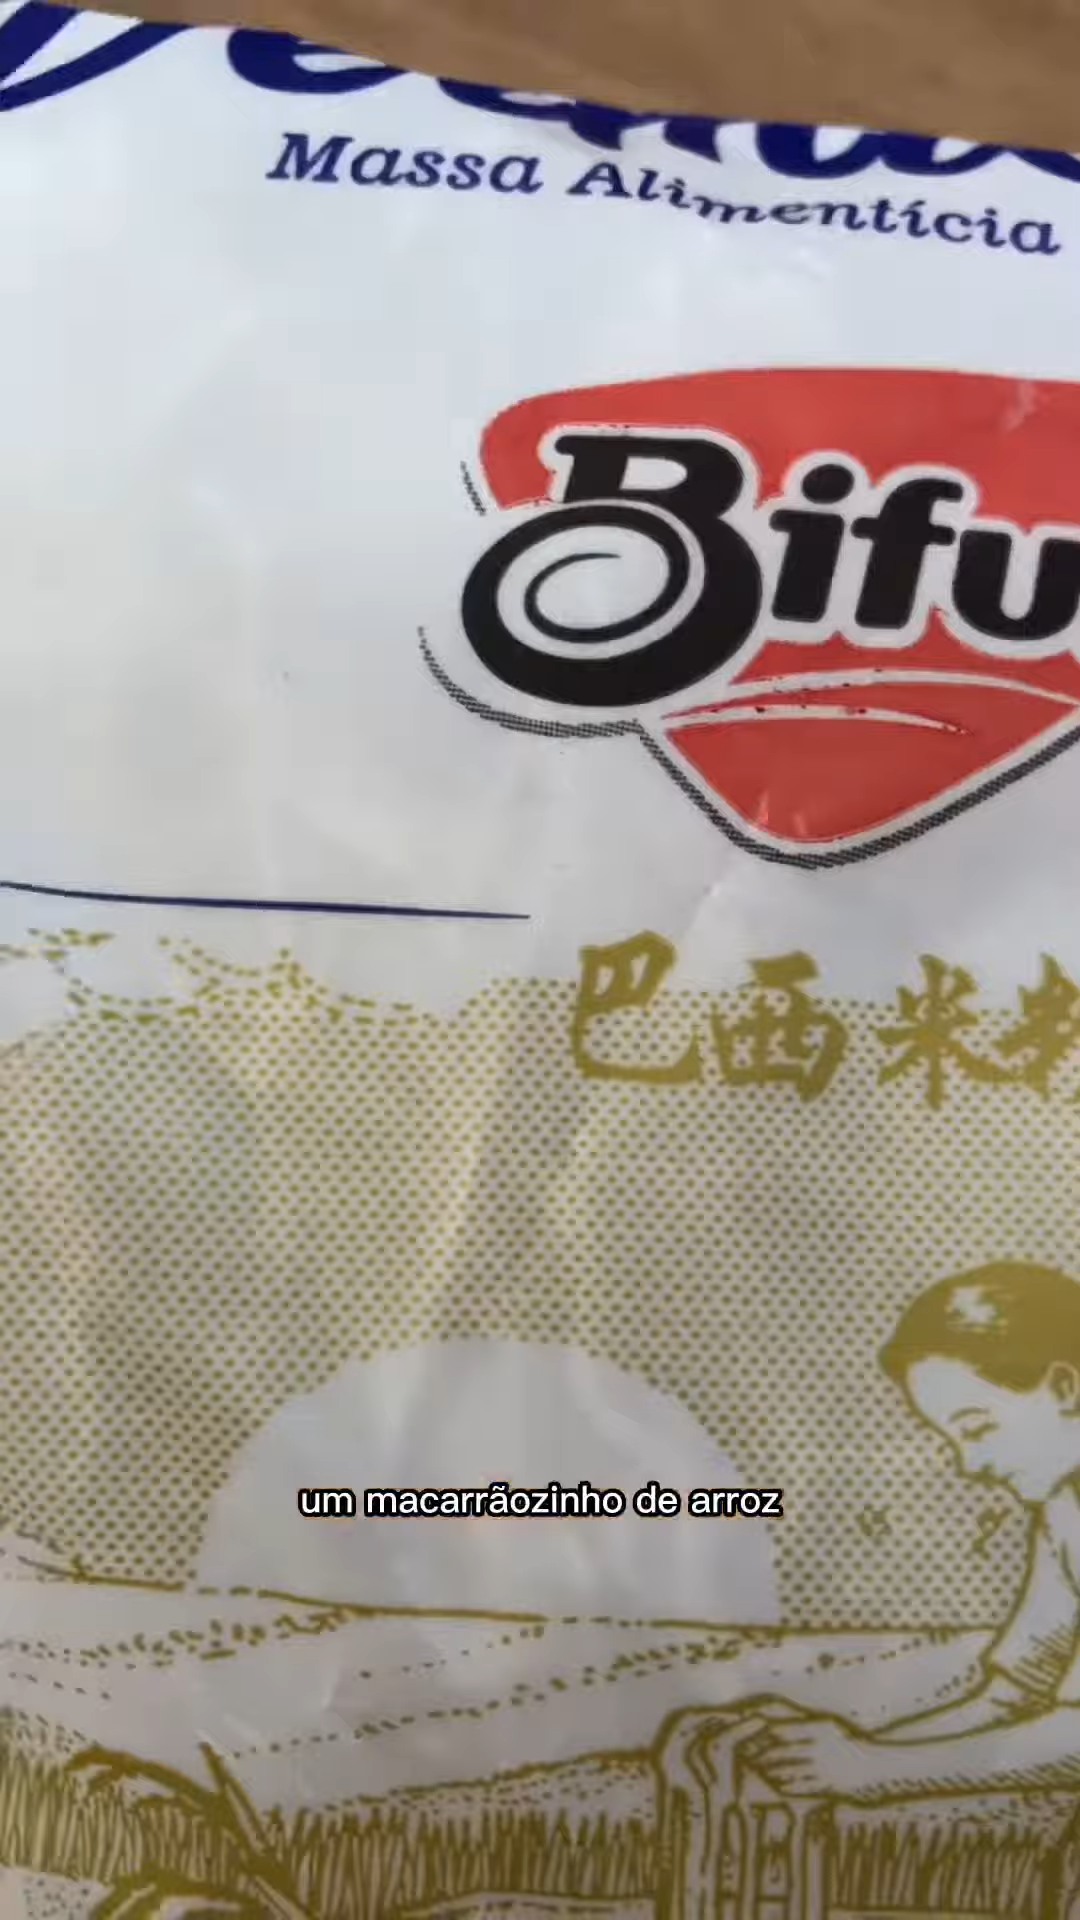 Massa Alimentícia
Bifu
巴西米粉
um macarrãozinho de arroz